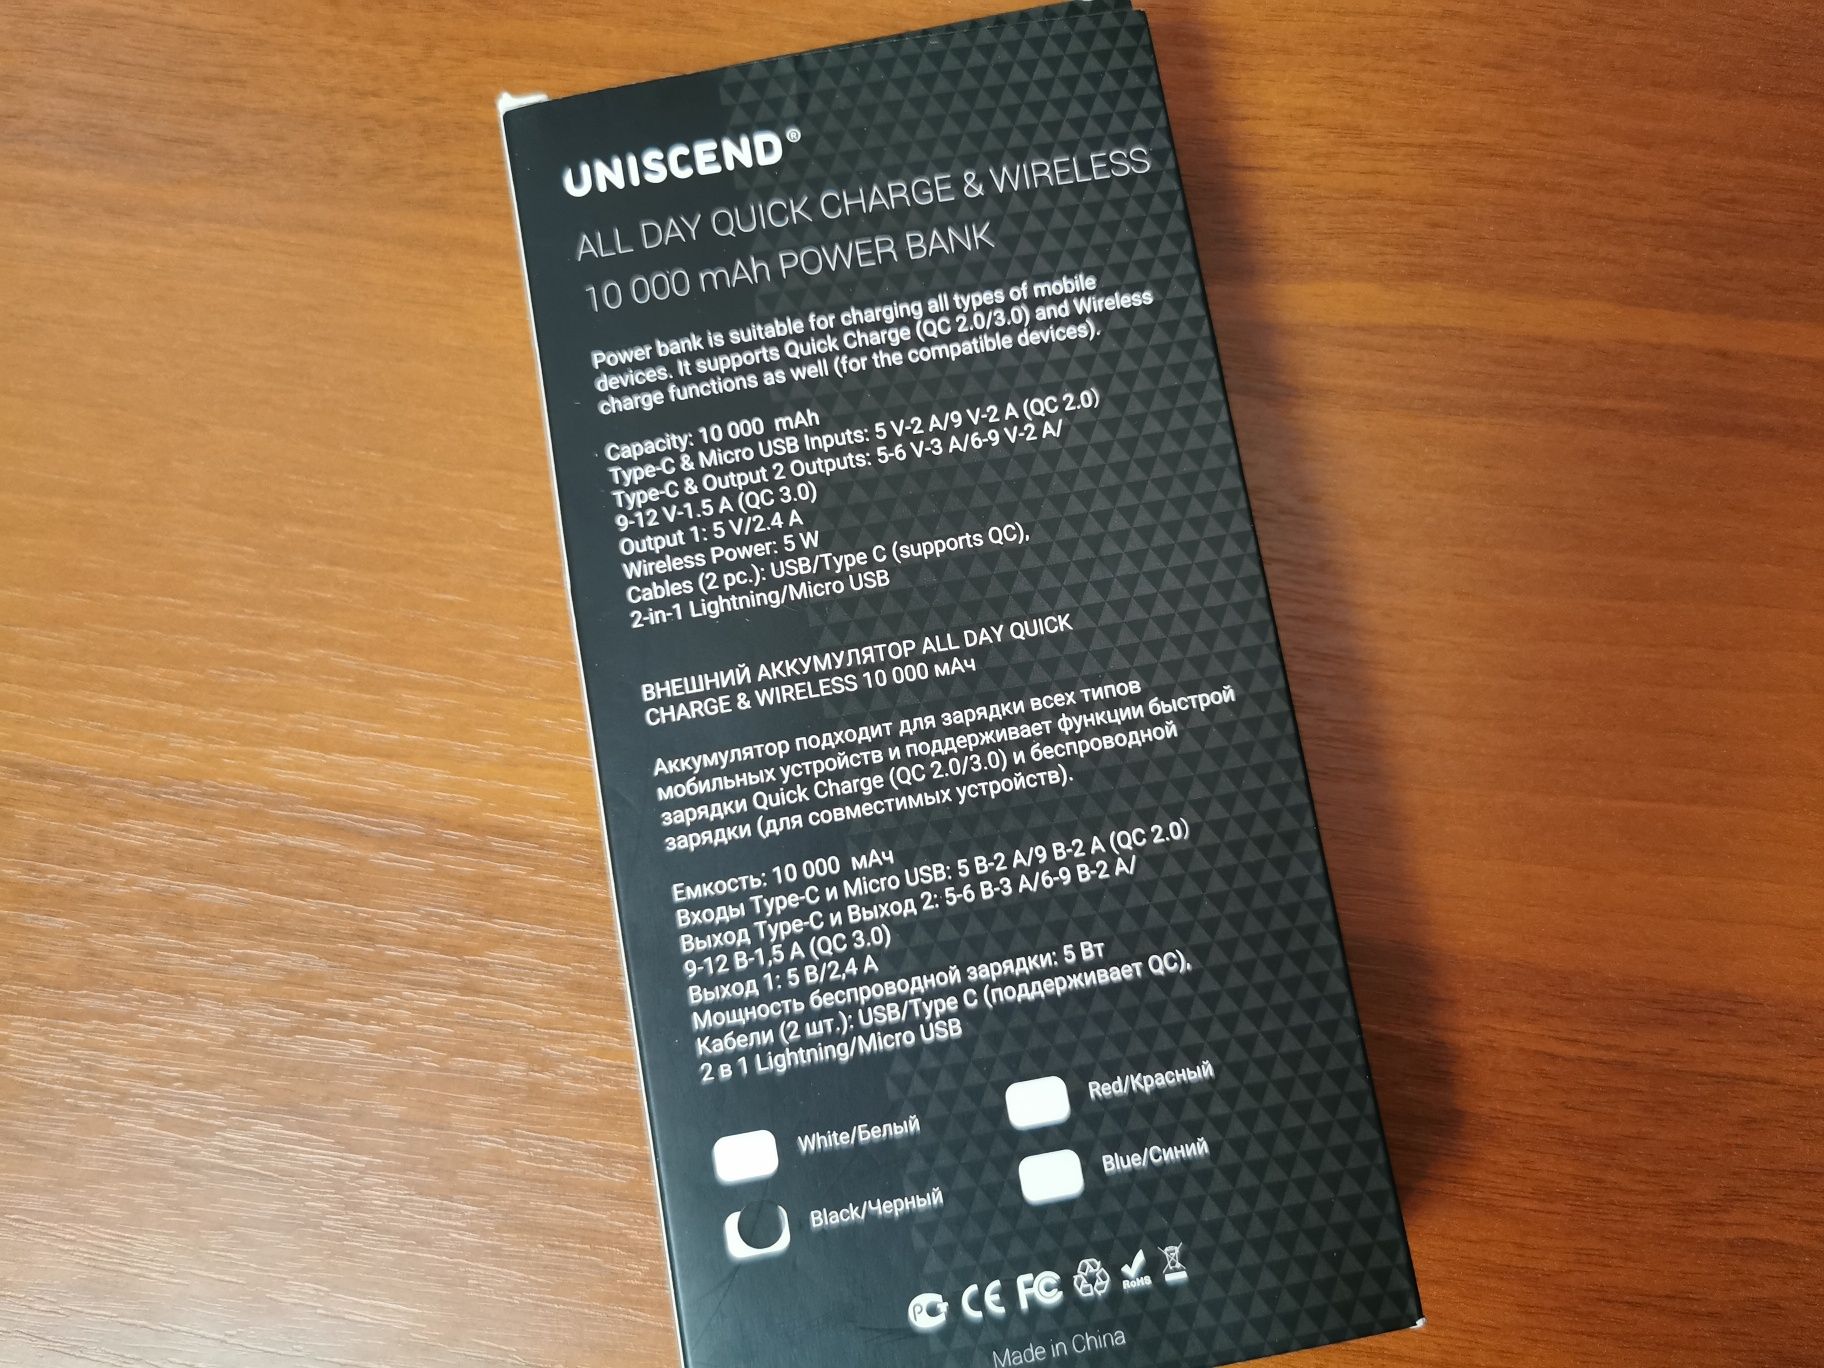 UNISCEND®
ALL DAY QUICK CHARGE & WIRELESS
10 000 mAh POWER BANK
Power bank is suitable for charging all types of mobile
devices. It supports Quick Charge (QC 2.0/3.0) and Wireless
charge functions as well (for the compatible devices).
Capacity: 10 000 mAh
Type-C & Micro USB Inputs: 5 V-2 A/9 V-2 A (QC 2.0)
Type-C & Output 2 Outputs: 5-6 V-3 A/6-9 V-2 A/
9-12 V-1.5 A (QC 3.0)
Output 1: 5 V/2.4 A
Wireless Power: 5 W
Cables (2 pc.): USB/Type C (supports QC),
2-in-1 Lightning/Micro USB
ВНЕШНИЙ АККУМУЛЯТОР ALL DAY QUICK
CHARGE & WIRELESS 10 000 мАч
Аккумулятор подходит для зарядки всех типов
мобильных устройств и поддерживает функции быстрой
зарядки Quick Charge (QC 2.0/3.0) и беспроводной
зарядки (для совместимых устройств).
Емкость: 10 000 мАч
Входы Type-C и Micro USB: 5 В-2 А/9 В-2 А (QC 2.0)
Выход Type-C и Выход 2: 5-6 В-3 А/6-9 В-2 А/
9-12 В-1,5 А (QC 3.0)
Выход 1: 5 В/2,4 А
Мощность беспроводной зарядки: 5 Вт
Кабели (2 шт.): USB/Type C (поддерживает QC),
2 в 1 Lightning/Micro USB
White/Белый
Red/Красный
Black/Черный
Blue/Синий
РСТ CE FC RoHS
Made in China